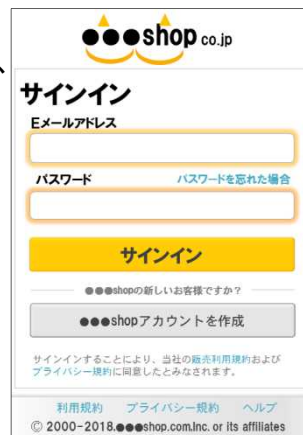 ●●●shop co.jp
サインイン
Eメールアドレス
パスワード パスワードを忘れた場合
サインイン
●●●shopの新しいお客様ですか？
●●●shopアカウントを作成
サインインすることにより、当社の販売利用規約および
プライバシー規約に同意したとみなされます。
利用規約 プライバシー規約 ヘルプ
© 2000-2018.●●●shop.com.Inc. or its affiliates